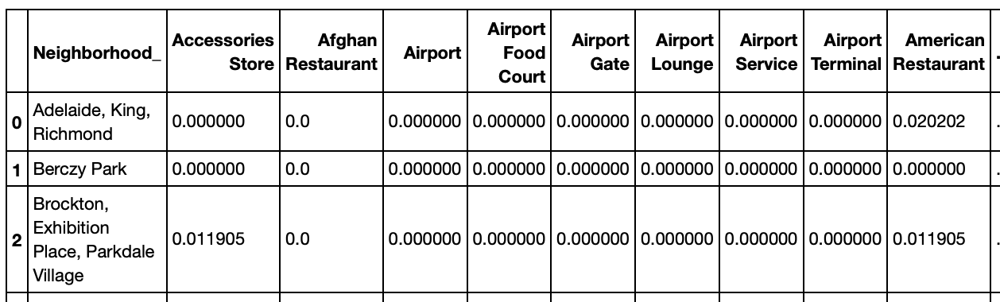 Neighborhood_ Accessories Store Afghan Restaurant Airport Airport Food Court Airport Gate Airport Lounge Airport Service Airport Terminal American Restaurant .
0 Adelaide, King, Richmond 0.000000 0.0 0.000000 0.000000 0.000000 0.000000 0.000000 0.000000 0.020202 .
1 Berczy Park 0.000000 0.0 0.000000 0.000000 0.000000 0.000000 0.000000 0.000000 0.000000 .
2 Brockton, Exhibition Place, Parkdale Village 0.011905 0.0 0.000000 0.000000 0.000000 0.000000 0.000000 0.000000 0.011905 .